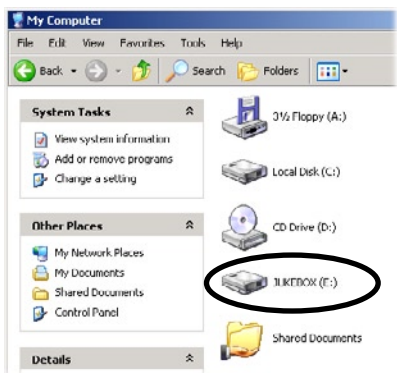 My Computer
File Edit View Favorites Tools Help
Back Search Folders
System Tasks
View system information
Add or remove programs
Change a setting
Other Places
My Network Places
My Documents
Shared Documents
Control Panel
Details
3½ Floppy (A:)
Local Disk (C:)
CD Drive (D:)
JUKEBOX (E:)
Shared Documents